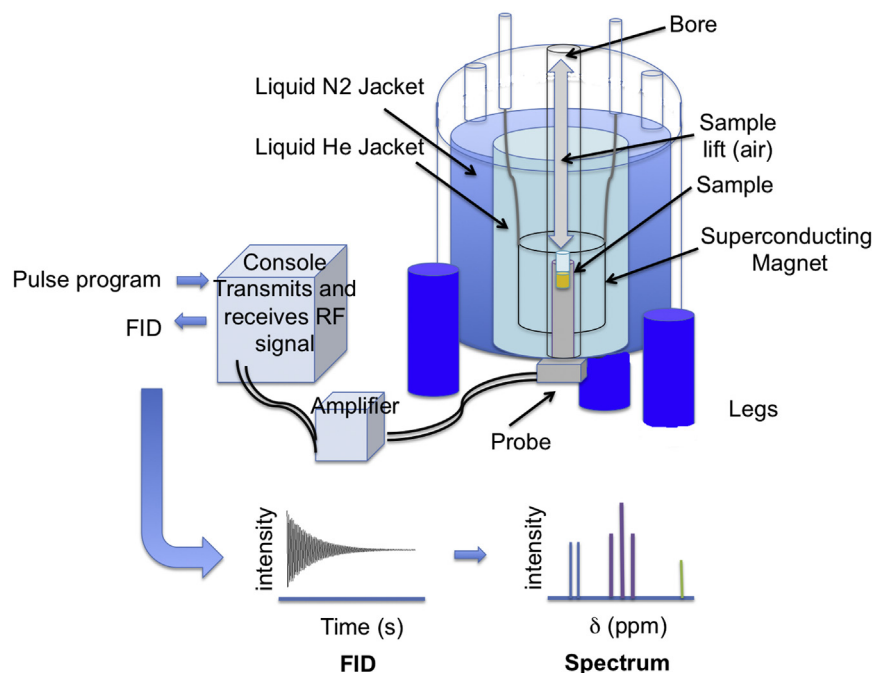 Bore
Liquid N2 Jacket
Liquid He Jacket
Sample
lift (air)
Sample
Superconducting
Magnet
Pulse program
FID
Console
Transmits and
receives RF
signal
Amplifier
Probe
Legs
intensity
Time (s)
FID
intensity
δ (ppm)
Spectrum